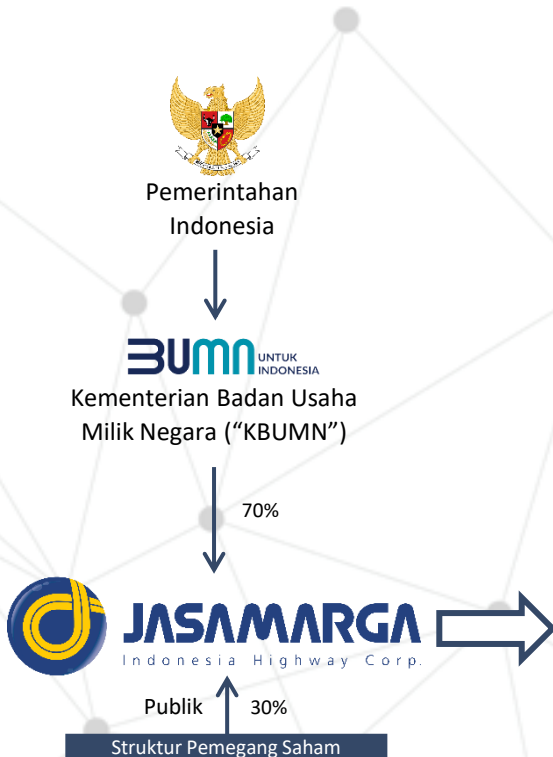 Pemerintahan
Indonesia
BUMN UNTUK
INDONESIA
Kementerian Badan Usaha
Milik Negara (“KBUMN”)
70%
JASAMARGA
Indonesia Highway Corp.
Publik 30%
Struktur Pemegang Saham